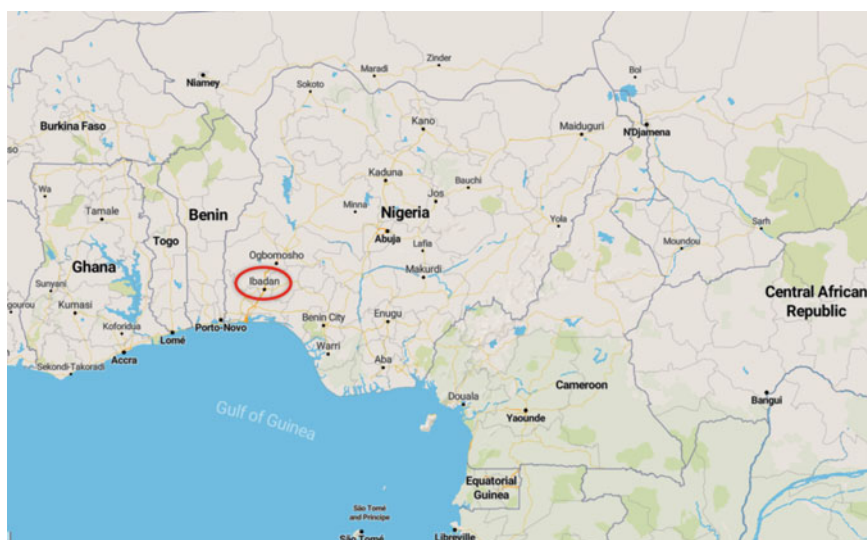 Zinder
Maradi
Bol
Niamey
Sokoto
Kano
Maiduguri
N'Djamena
Burkina Faso
Kaduna
Wa
Jos
Bauchi
Benin
Minna
Nigeria
Tamale
Yola
Sarh
Togo
Abuja
Lafia
Moundou
Ogbomosho
Ghana
Makurdi
Ibadan
Sunyani
Central African
Republic
gourou
Kumasi
Benin City
Enugu
Koforidua
Porto-Novo
Lomé
Warri
Accra
Aba
Sekondi-Takoradi
Cameroon
Douala
Bangui
Gulf of Guinea
Yaounde
Equatorial
Guinea
São Tomé
and Príncipe
São Tomé
Libreville